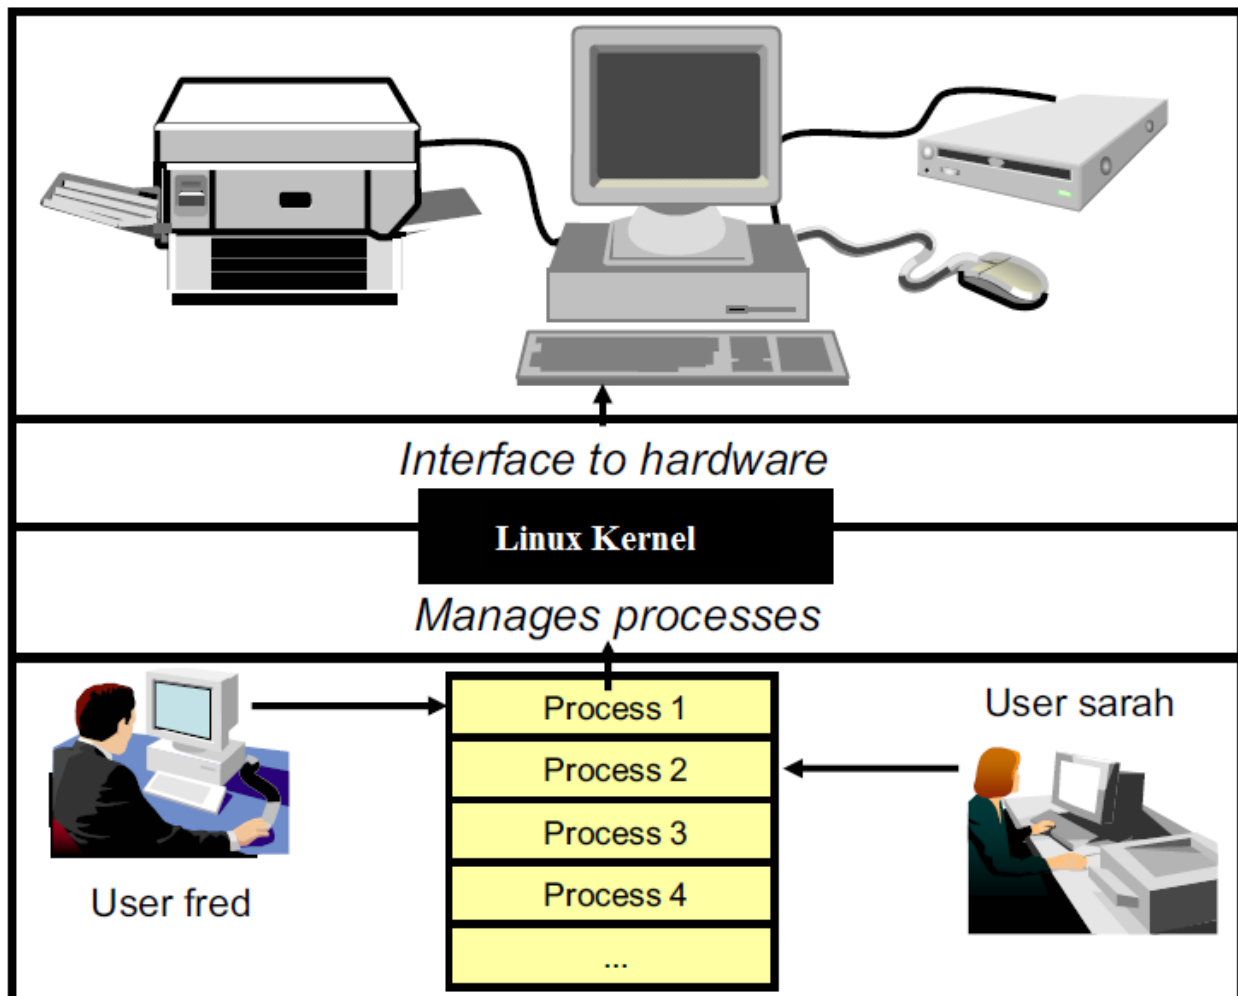 Interface to hardware
Linux Kernel
Manages processes
Process 1
User sarah
Process 2
Process 3
Process 4
User fred
...